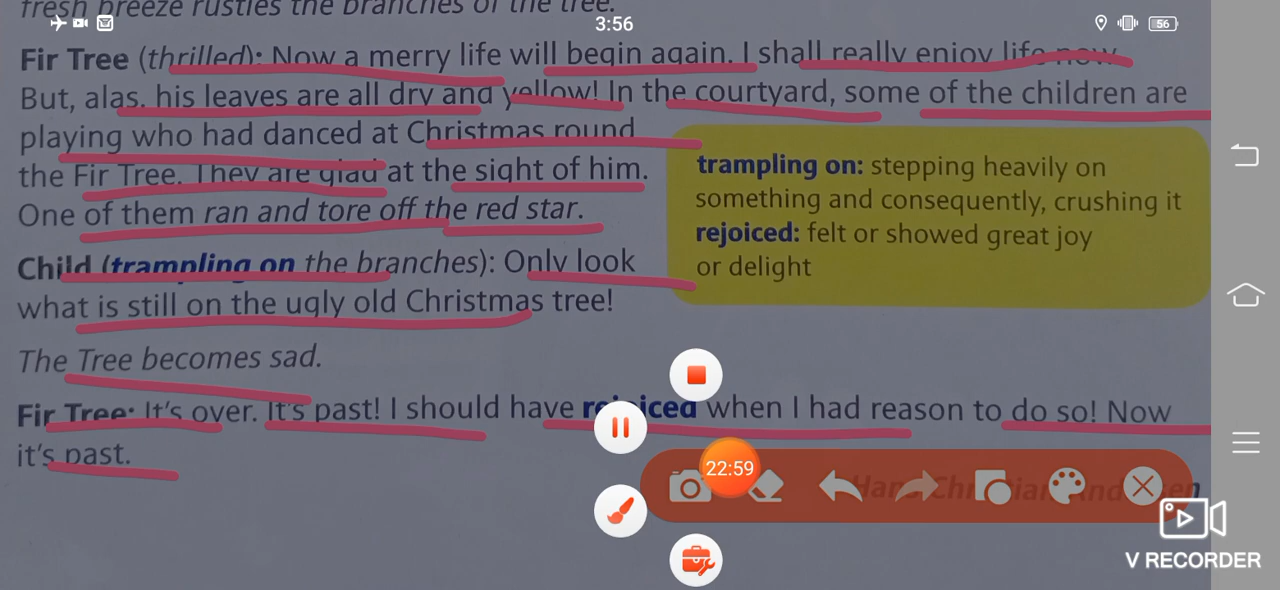 fresh breeze rustles the branches of the tree.
3:56
56
Fir Tree (thrilled): Now a merry life will begin again. I shall really enjoy life now.
But, alas, his leaves are all dry and yellow! In the courtyard, some of the children are
playing who had danced at Christmas round
the Fir Tree. They are glad at the sight of him.
One of them ran and tore off the red star.
trampling on: stepping heavily on
something and consequently, crushing it
rejoiced: felt or showed great joy
or delight
Child (trampling on the branches): Only look
what is still on the ugly old Christmas tree!
The Tree becomes sad.
Fir Tree: It's over. It's past! I should have rejoiced when I had reason to do so! Now
it's past.
22:59
Hans Christian Andersen
V RECORDER